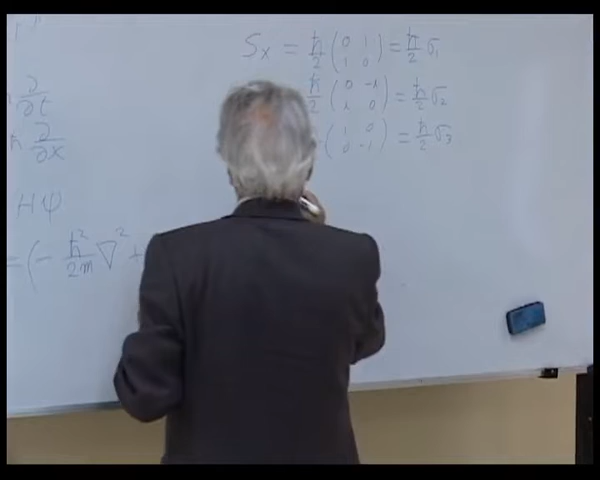 ∂/∂t
ħ ∂/∂x
Hψ
= (- ħ²/2m ∇² +
Sx = ħ/2 (0 1; 1 0) = ħ/2 σ₁
ħ/2 (0 -i; i 0) = ħ/2 σ₂
(1 0; 0 -1) = ħ/2 σ₃